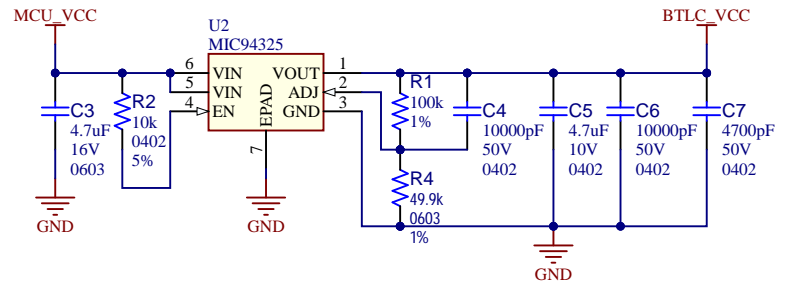 MCU_VCC
BTLC_VCC
U2
MIC94325
6
VIN
VOUT
1
5
VIN
ADJ
2
4
EN
GND
3
EPAD
7
C3
4.7uF
16V
0603
R2
10k
0402
5%
R1
100k
1%
C4
10000pF
50V
0402
C5
4.7uF
10V
0402
C6
10000pF
50V
0402
C7
4700pF
50V
0402
R4
49.9k
0603
1%
GND
GND
GND